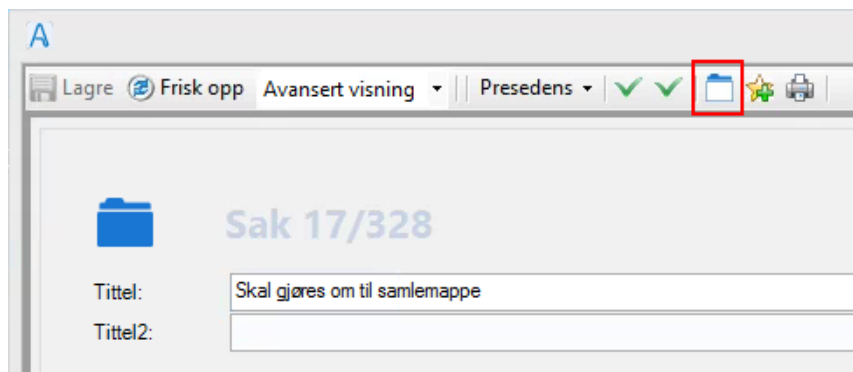 A
Lagre Frisk opp Avansert visning Presedens
Sak 17/328
Tittel: Skal gjøres om til samlemappe
Tittel2: